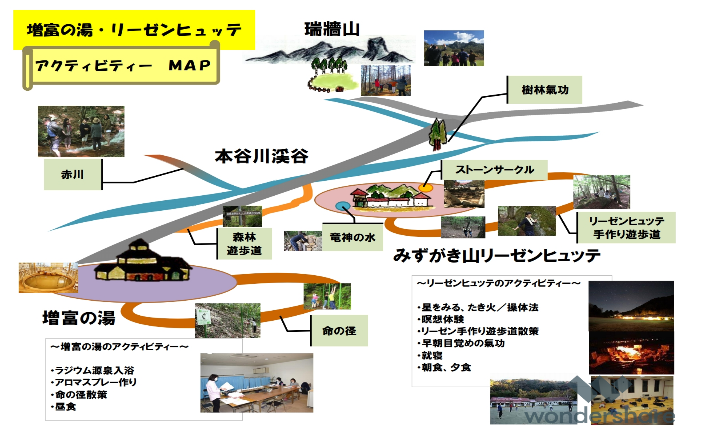 増富の湯・リーゼンヒュッテ
アクティビティー MAP
瑞牆山
樹林氣功
本谷川渓谷
赤川
ストーンサークル
森林
遊歩道
竜神の水
リーゼンヒュッテ
手作り遊歩道
みずがき山リーゼンヒュッテ
増富の湯
命の径
～リーゼンヒュッテのアクティビティー～
・星をみる、たき火／操体法
・瞑想体験
・リーゼン手作り遊歩道散策
・早朝目覚めの氣功
・就寝
・朝食、夕食
～増富の湯のアクティビティー～
・ラジウム源泉入浴
・アロマスプレー作り
・命の径散策
・昼食
wondershare